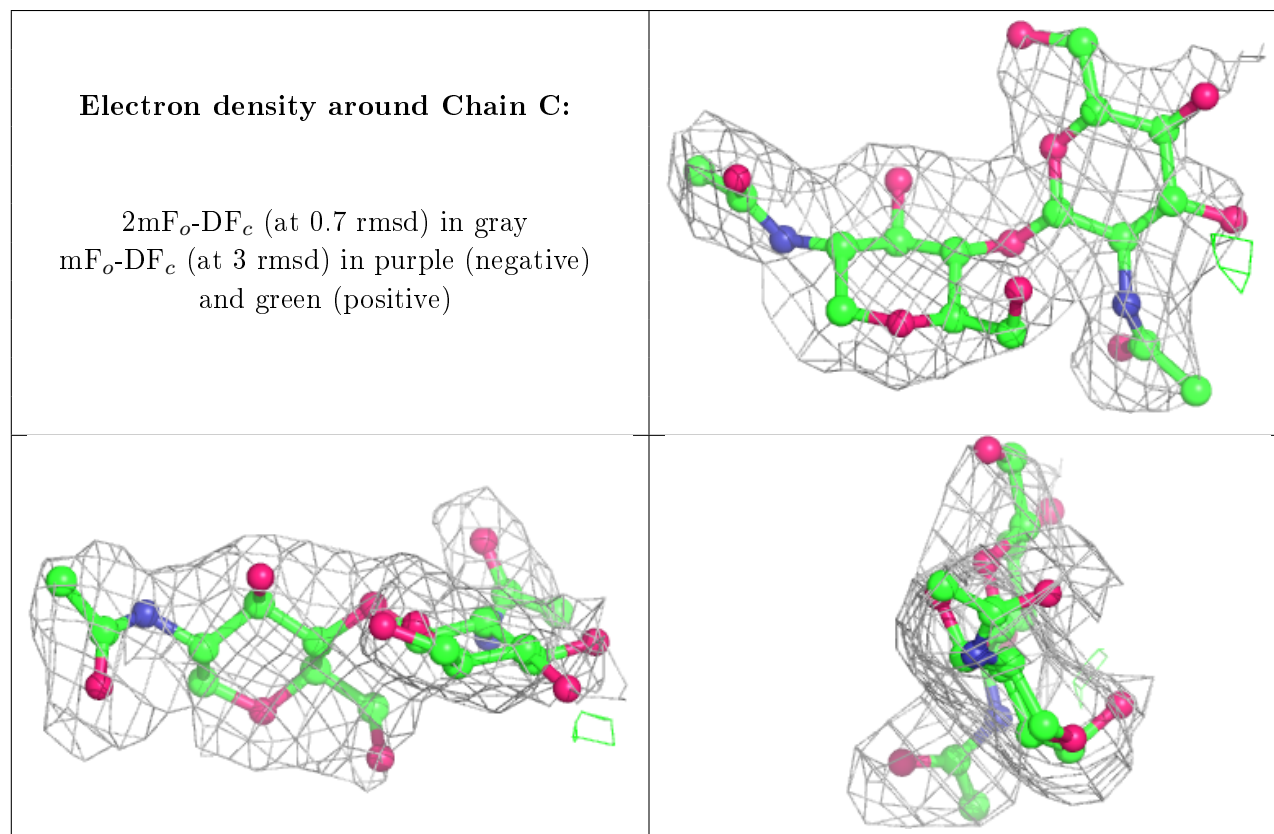 Electron density around Chain C:
2mFₒ-DF𝒸 (at 0.7 rmsd) in gray
mFₒ-DF𝒸 (at 3 rmsd) in purple (negative)
and green (positive)